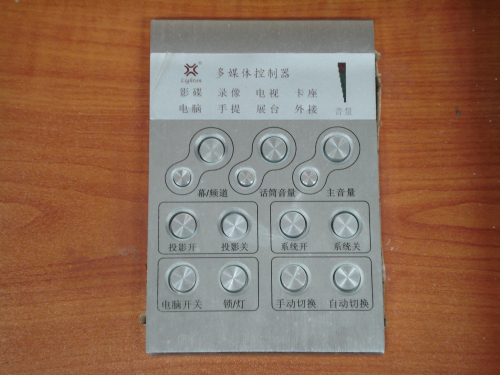 多媒体控制器
影碟 录像 电视 卡座
电脑 手提 展台 外接
音量
幕/频道 话筒音量 主音量
投影开 投影关 系统开 系统关
电脑开关 锁/灯 手动切换 自动切换